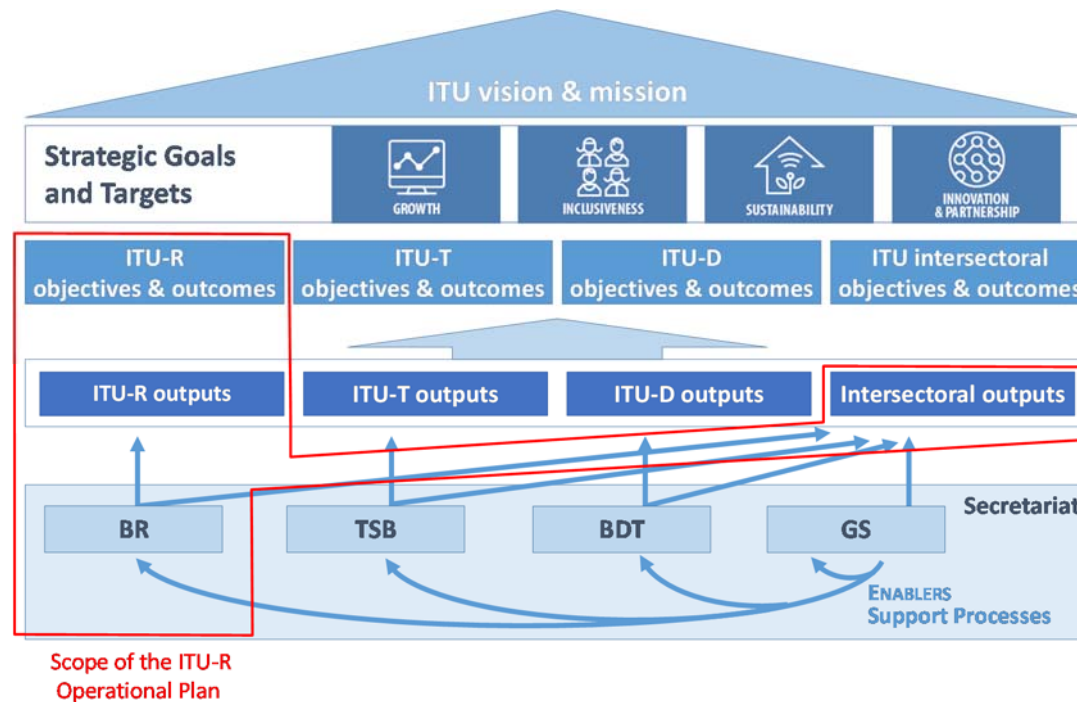 ITU vision & mission
Strategic Goals
and Targets
GROWTH
INCLUSIVENESS
SUSTAINABILITY
INNOVATION
& PARTNERSHIP
ITU-R
objectives & outcomes
ITU-T
objectives & outcomes
ITU-D
objectives & outcomes
ITU intersectoral
objectives & outcomes
ITU-R outputs
ITU-T outputs
ITU-D outputs
Intersectoral outputs
Secretariat
BR
TSB
BDT
GS
ENABLERS
Support Processes
Scope of the ITU-R
Operational Plan